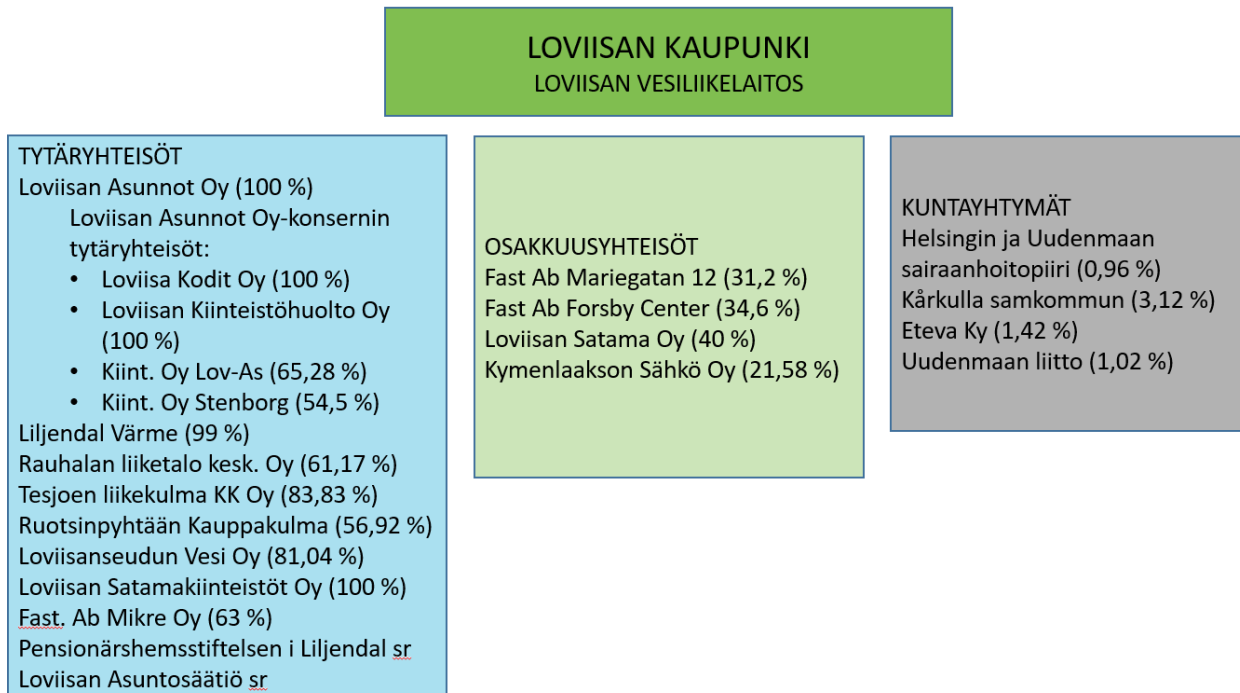 LOVIISAN KAUPUNKI
LOVIISAN VESILIIKELAITOS
TYTÄRYHTEISÖT
Loviisan Asunnot Oy (100 %)
Loviisan Asunnot Oy-konsernin
tytäryhteisöt:
• Loviisa Kodit Oy (100 %)
• Loviisan Kiinteistöhuolto Oy
(100 %)
• Kiint. Oy Lov-As (65,28 %)
• Kiint. Oy Stenborg (54,5 %)
Liljendal Värme (99 %)
Rauhalan liiketalo kesk. Oy (61,17 %)
Tesjoen liikekulma KK Oy (83,83 %)
Ruotsinpyhtään Kauppakulma (56,92 %)
Loviisanseudun Vesi Oy (81,04 %)
Loviisan Satamakiinteistöt Oy (100 %)
Fast. Ab Mikre Oy (63 %)
Pensionärshemsstiftelsen i Liljendal sr
Loviisan Asuntosäätiö sr
OSAKKUUSYHTEISÖT
Fast Ab Mariegatan 12 (31,2 %)
Fast Ab Forsby Center (34,6 %)
Loviisan Satama Oy (40 %)
Kymenlaakson Sähkö Oy (21,58 %)
KUNTAYHTYMÄT
Helsingin ja Uudenmaan
sairaanhoitopiiri (0,96 %)
Kårkulla samkommun (3,12 %)
Eteva Ky (1,42 %)
Uudenmaan liitto (1,02 %)